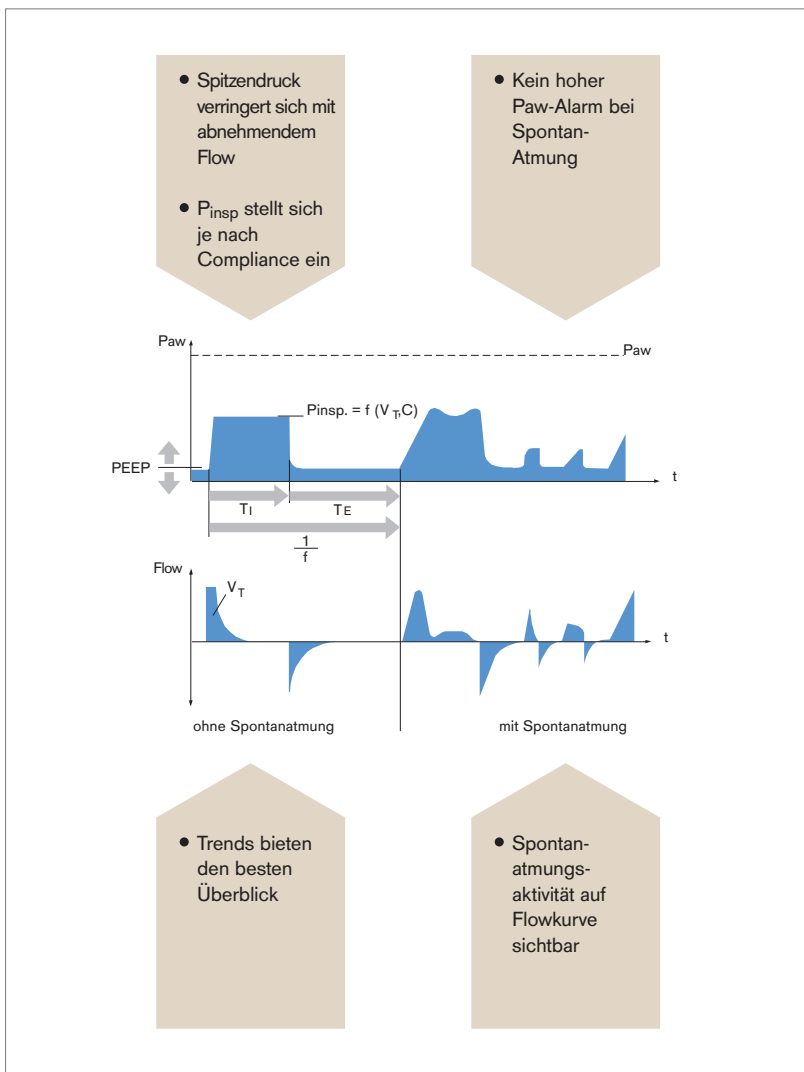 • Spitzendruck
verringert sich mit
abnehmendem
Flow
• Pinsp stellt sich
je nach
Compliance ein
• Kein hoher
Paw-Alarm bei
Spontan-
Atmung
Paw
Paw
Pinsp. = f (VT,C)
PEEP
t
TI
TE
1
f
Flow
VT
t
ohne Spontanatmung
mit Spontanatmung
• Trends bieten
den besten
Überblick
• Spontan-
atmungs-
aktivität auf
Flowkurve
sichtbar